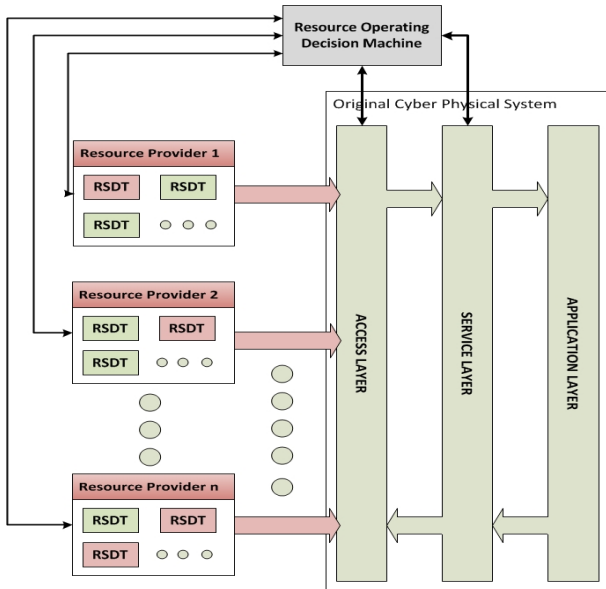 Resource Operating
Decision Machine
Original Cyber Physical System
Resource Provider 1
RSDT RSDT
RSDT
Resource Provider 2
RSDT RSDT
RSDT
Resource Provider n
RSDT RSDT
RSDT
ACCESS LAYER
SERVICE LAYER
APPLICATION LAYER